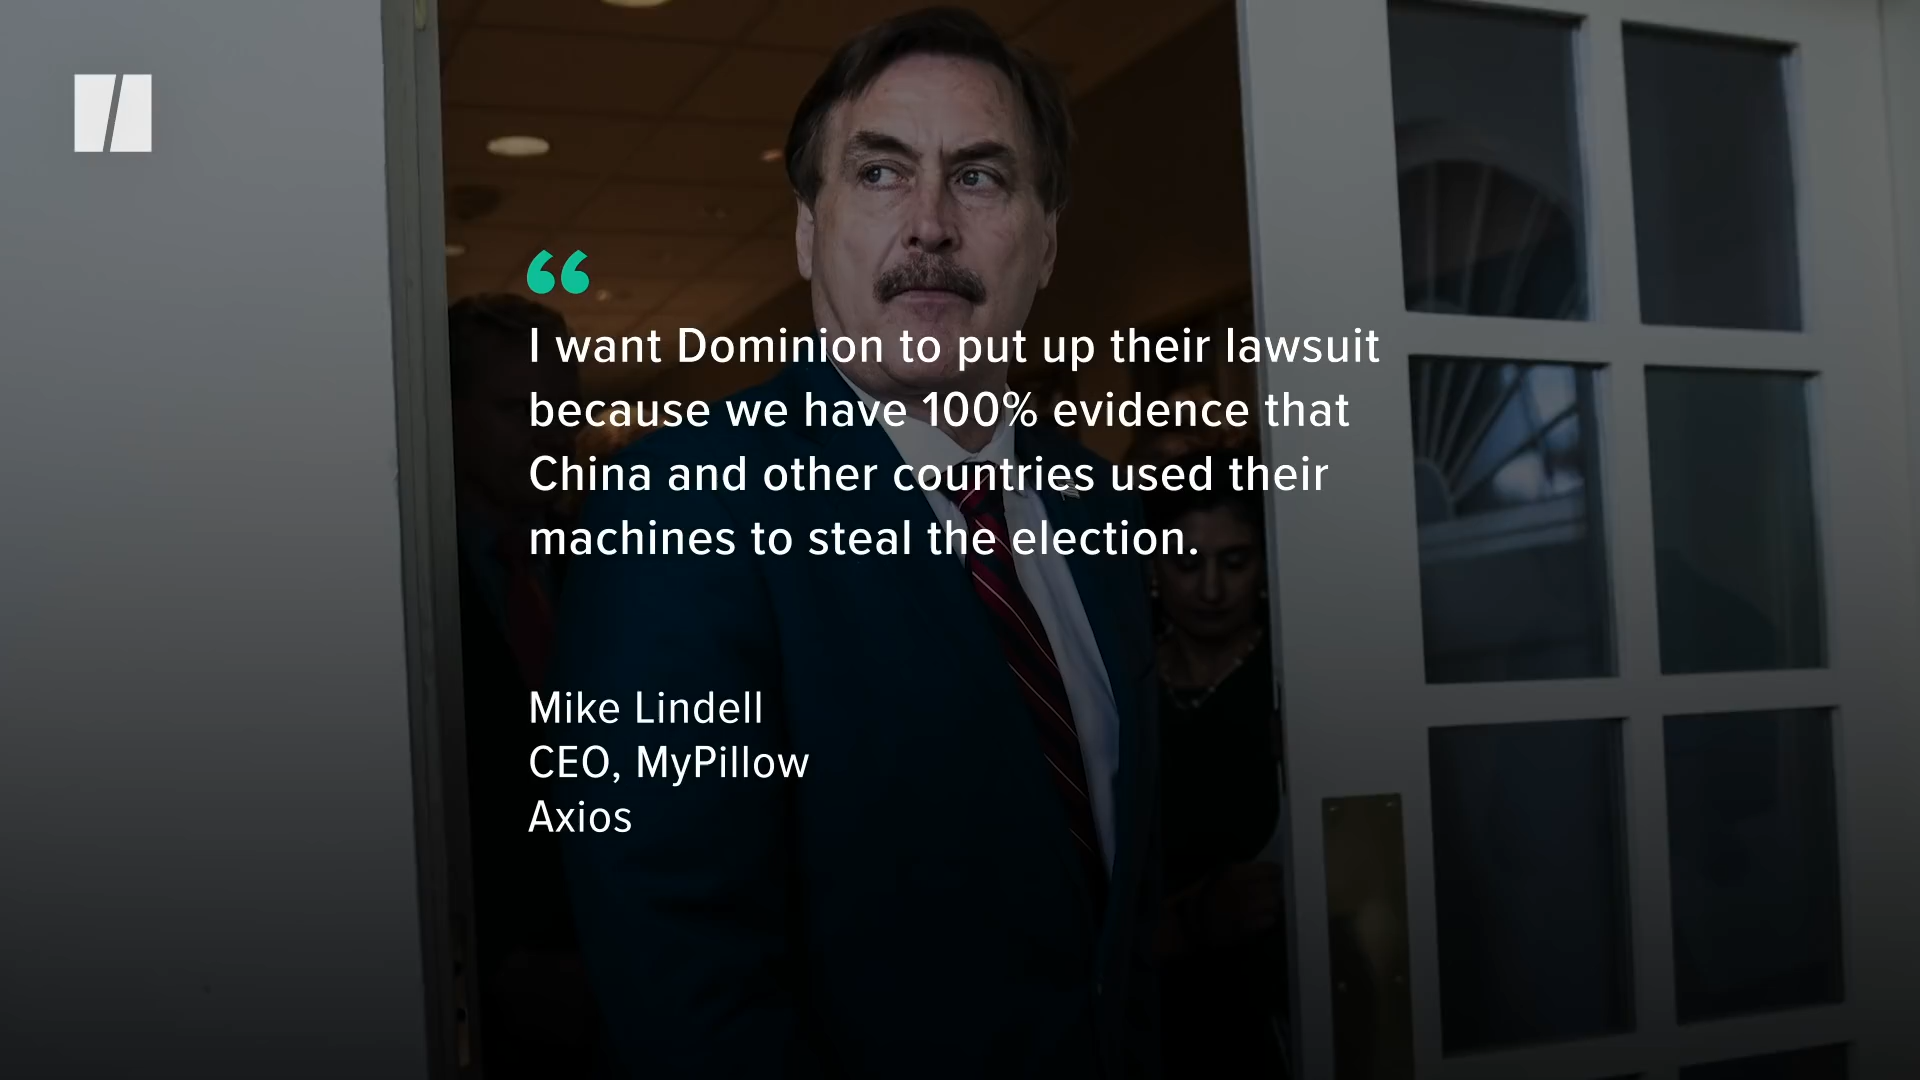 “
I want Dominion to put up their lawsuit
because we have 100% evidence that
China and other countries used their
machines to steal the election.
Mike Lindell
CEO, MyPillow
Axios